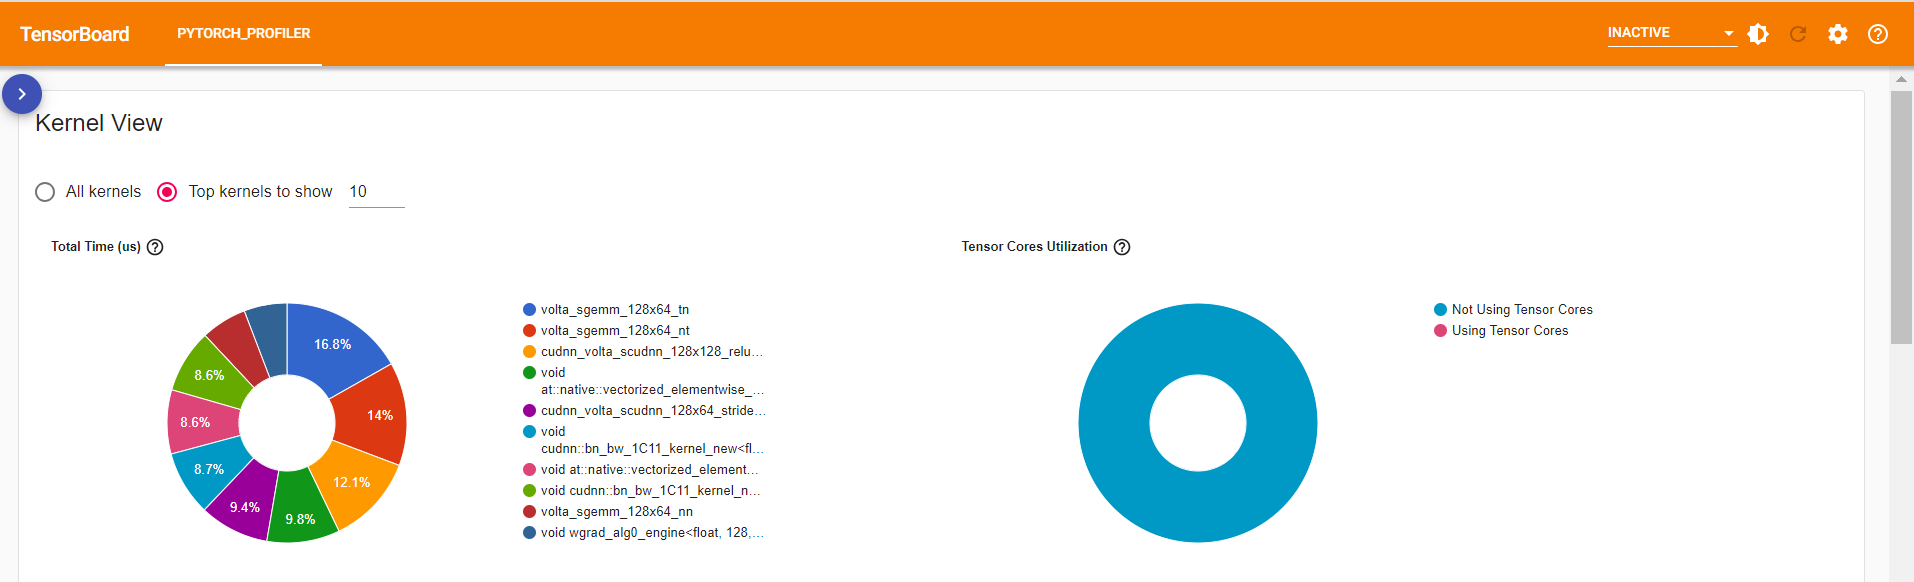 TensorBoard
PYTORCH_PROFILER
INACTIVE
Kernel View
All kernels
Top kernels to show
10
Total Time (us)
16.8%
14%
12.1%
9.8%
9.4%
8.7%
8.6%
8.6%
volta_sgemm_128x64_tn
volta_sgemm_128x64_nt
cudnn_volta_scudnn_128x128_relu...
void
at::native::vectorized_elementwise_...
cudnn_volta_scudnn_128x64_stride...
void
cudnn::bn_bw_1C11_kernel_new<fl...
void at::native::vectorized_element...
void cudnn::bn_bw_1C11_kernel_n...
volta_sgemm_128x64_nn
void wgrad_alg0_engine<float, 128,...
Tensor Cores Utilization
Not Using Tensor Cores
Using Tensor Cores